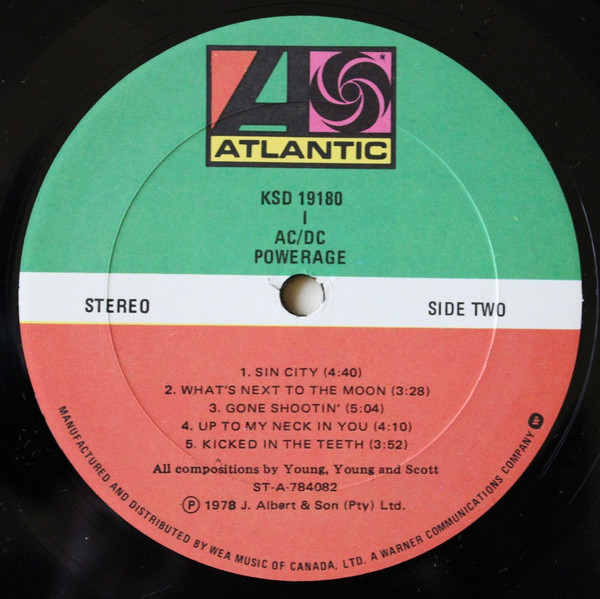 ATLANTIC
KSD 19180
I
AC/DC
POWERAGE
STEREO
SIDE TWO
1. SIN CITY (4:40)
2. WHAT'S NEXT TO THE MOON (3:28)
3. GONE SHOOTIN' (5:04)
4. UP TO MY NECK IN YOU (4:10)
5. KICKED IN THE TEETH (3:52)
All compositions by Young, Young and Scott
ST-A-784082
Ⓟ 1978 J. Albert & Son (Pty) Ltd.
MANUFACTURED AND DISTRIBUTED BY WEA MUSIC OF CANADA, LTD. A WARNER COMMUNICATIONS COMPANY